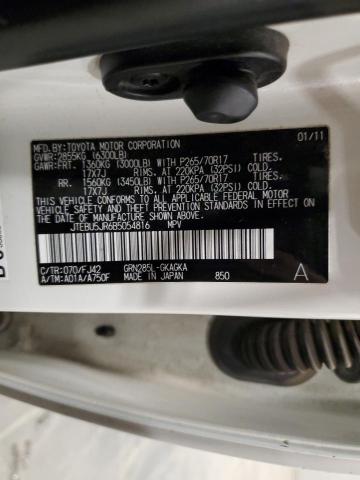 MFD.BY:TOYOTA MOTOR CORPORATION 01/11
GVWR:2855KG (6300LB)
GAWR:FRT. 1360KG (3000LB) WITH P265/70R17 TIRES.
17X7J RIMS, AT 220KPA (32PSI) COLD.
RR. 1560KG (3450LB) WITH P265/70R17 TIRES.
17X7J RIMS, AT 220KPA (32PSI) COLD.
THIS VEHICLE CONFORMS TO ALL APPLICABLE FEDERAL MOTOR
VEHICLE SAFETY AND THEFT PREVENTION STANDARDS IN EFFECT
ON THE DATE OF MANUFACTURE SHOWN ABOVE.
JTEBU5JR6B5054816 MPV
C/TR:070/FJ42 GRN285L-GKAGKA
A/TM:A01A/A750F MADE IN JAPAN 850 A